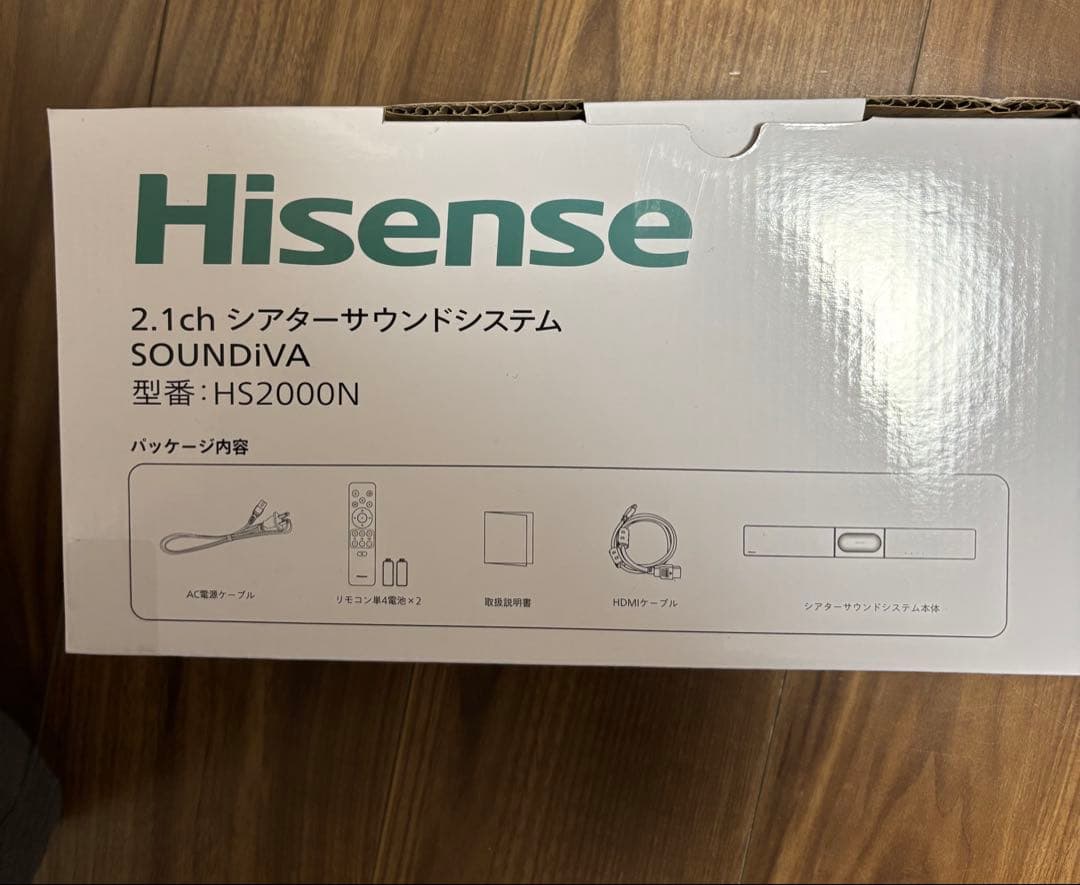 Hisense
2.1ch シアターサウンドシステム
SOUNDiVA
型番:HS2000N
パッケージ内容
AC電源ケーブル
リモコン単4電池×2
取扱説明書
HDMIケーブル
シアターサウンドシステム本体